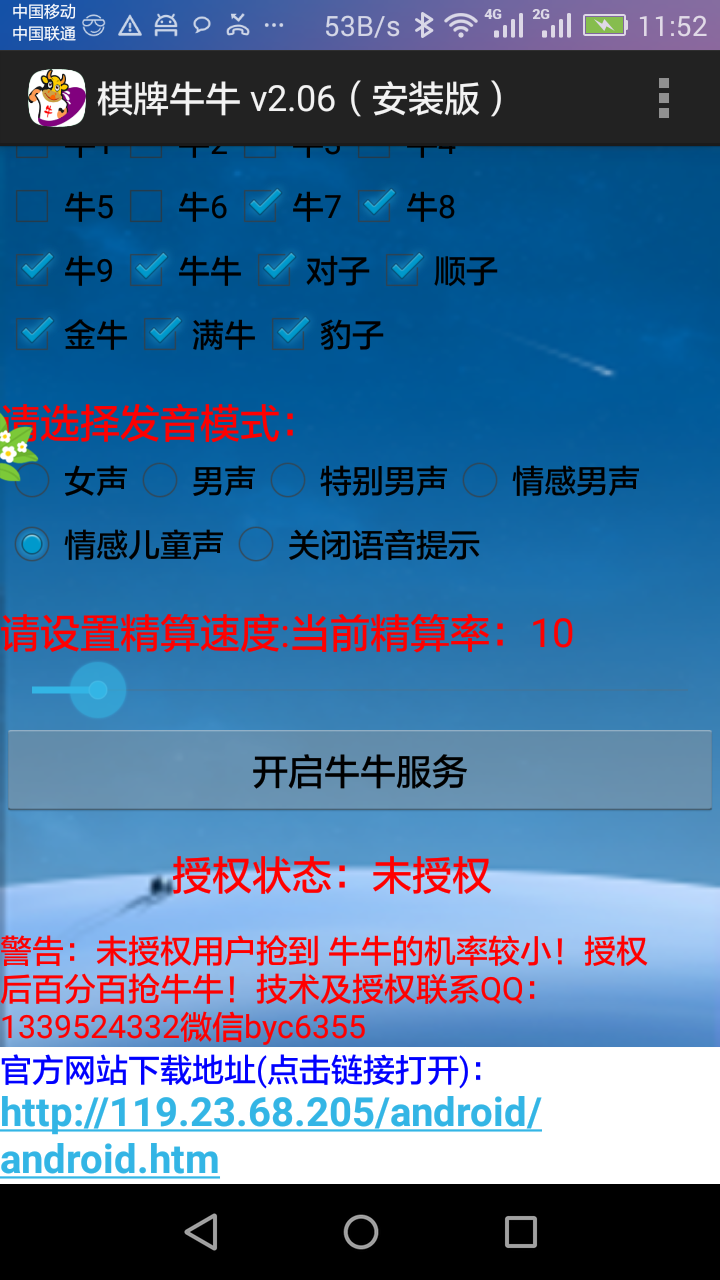 中国移动
中国联通
53B/s 4G 2G 11:52
棋牌牛牛 v2.06（安装版）
牛1 牛2 牛3 牛4
牛5 牛6 牛7 牛8
牛9 牛牛 对子 顺子
金牛 满牛 豹子
请选择发音模式：
女声 男声 特别男声 情感男声
情感儿童声 关闭语音提示
请设置精算速度:当前精算率：10
开启牛牛服务
授权状态：未授权
警告：未授权用户抢到 牛牛的机率较小！授权
后百分百抢牛牛！技术及授权联系QQ：
1339524332微信byc6355
官方网站下载地址(点击链接打开)：
http://119.23.68.205/android/
android.htm